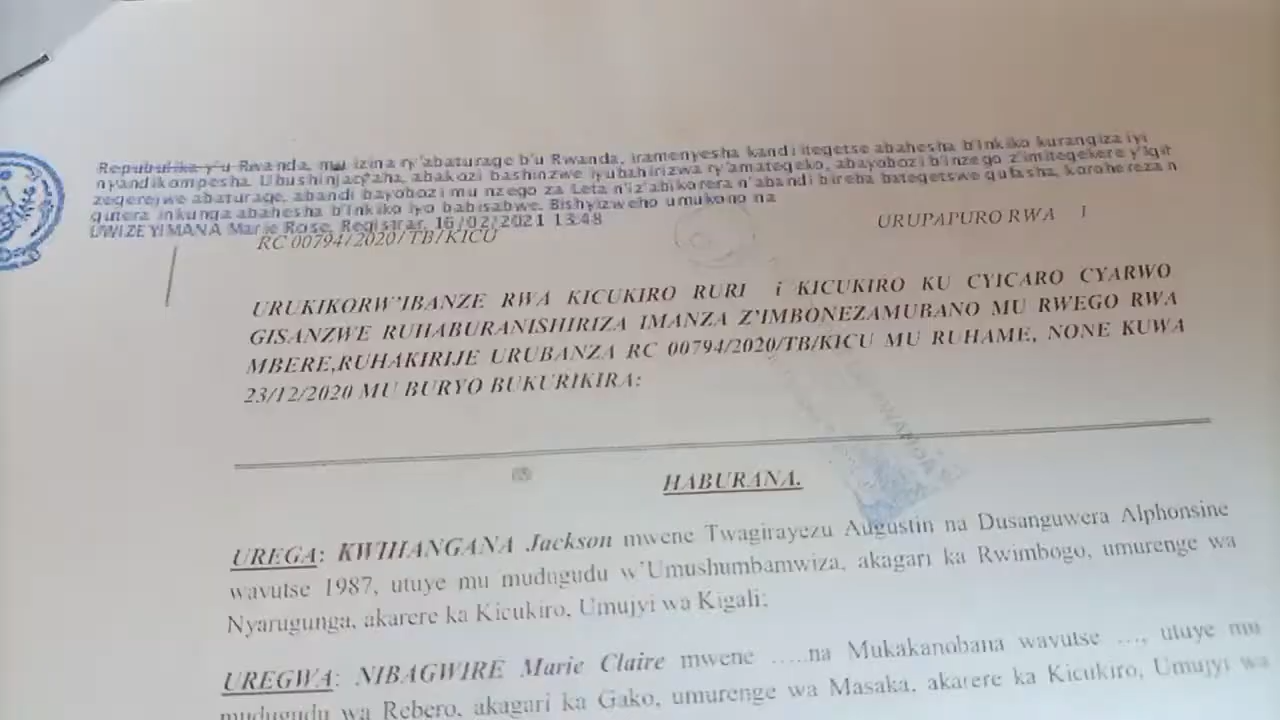 Repubulika y'u Rwanda, mu izina ry'abaturage b'u Rwanda, iramenyesha kandi itegetse abahesha b'Inkiko kurangiza iyi
nyandikompesha. Ubushinjacyaha, abakozi bashinzwe iyubahirizwa ry'amategeko, abayobozi b'inzego z'imitegekere y'Igit
zegerejwe abaturage, abandi bayobozi mu nzego za Leta n'iz'abikorera n'abandi bireba bategetswe gufasha, korohereza n
gutera inkunga abahesha b'Inkiko iyo babisabwe. Bishyizweho umukono na
UWIZEYIMANA Marie Rose, Registrar, 16/02/2021 13:48
RC 00794/2020/TB/KICU
URUPAPURO RWA 1
URUKIKORW'IBANZE RWA KICUKIRO RURI i KICUKIRO KU CYICARO CYARWO
GISANZWE RUHABURANISHIRIZA IMANZA Z'IMBONEZAMUBANO MU RWEGO RWA
MBERE,RUHAKIRIJE URUBANZA RC 00794/2020/TB/KICU MU RUHAME, NONE KUWA
23/12/2020 MU BURYO BUKURIKIRA:
HABURANA.
UREGA: KWIHANGANA Jackson mwene Twagirayezu Augustin na Dusanguwera Alphonsine
wavutse 1987, utuye mu mudugudu w'Umushumbamwiza, akagari ka Rwimbogo, umurenge wa
Nyarugunga, akarere ka Kicukiro, Umujyi wa Kigali;
UREGWA: NIBAGWIRE Marie Claire mwene .....na Mukakanobana wavutse ..., utuye mu
mudugudu wa Rebero, akagari ka Gako, umurenge wa Masaka, akarere ka Kicukiro, Umujyi wa